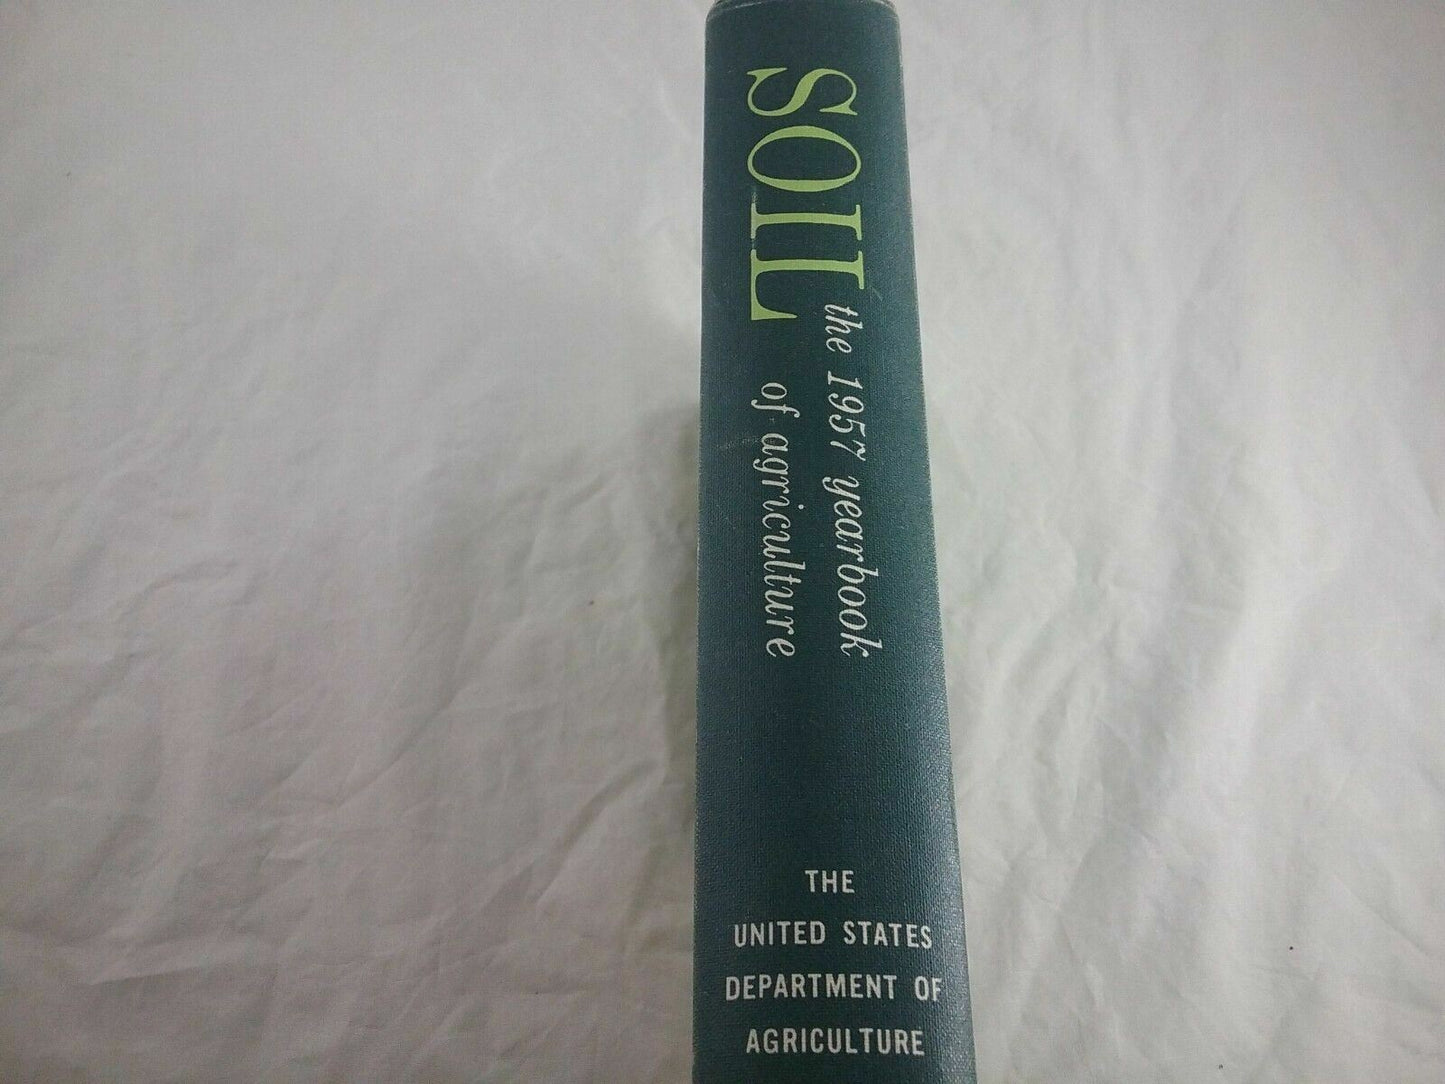 SOIL
the 1957 yearbook
of agriculture
THE
UNITED STATES
DEPARTMENT OF
AGRICULTURE